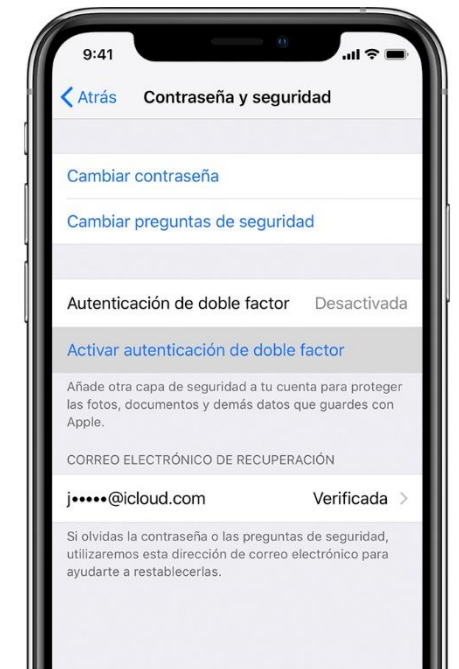 9:41
Atrás Contraseña y seguridad
Cambiar contraseña
Cambiar preguntas de seguridad
Autenticación de doble factor Desactivada
Activar autenticación de doble factor
Añade otra capa de seguridad a tu cuenta para proteger
las fotos, documentos y demás datos que guardes con
Apple.
CORREO ELECTRÓNICO DE RECUPERACIÓN
j•••••@icloud.com Verificada
Si olvidas la contraseña o las preguntas de seguridad,
utilizaremos esta dirección de correo electrónico para
ayudarte a restablecerlas.